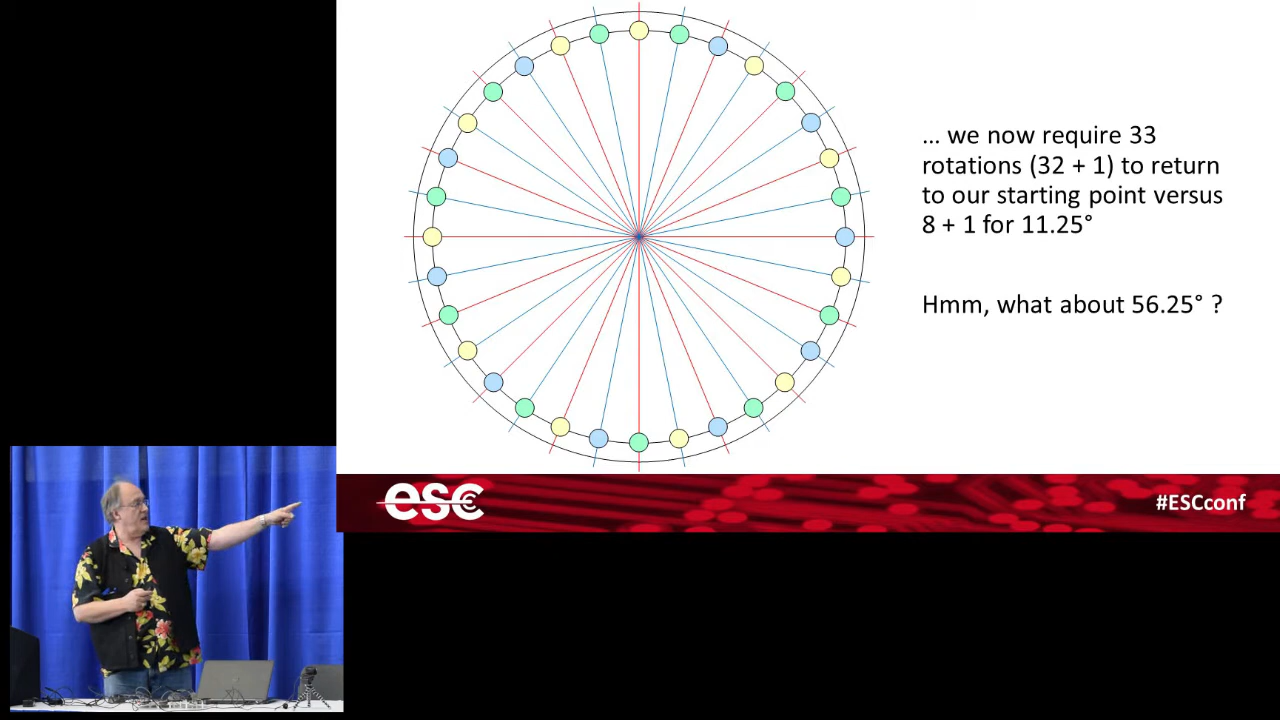 ... we now require 33
rotations (32 + 1) to return
to our starting point versus
8 + 1 for 11.25°
Hmm, what about 56.25° ?
esc
#ESCconf